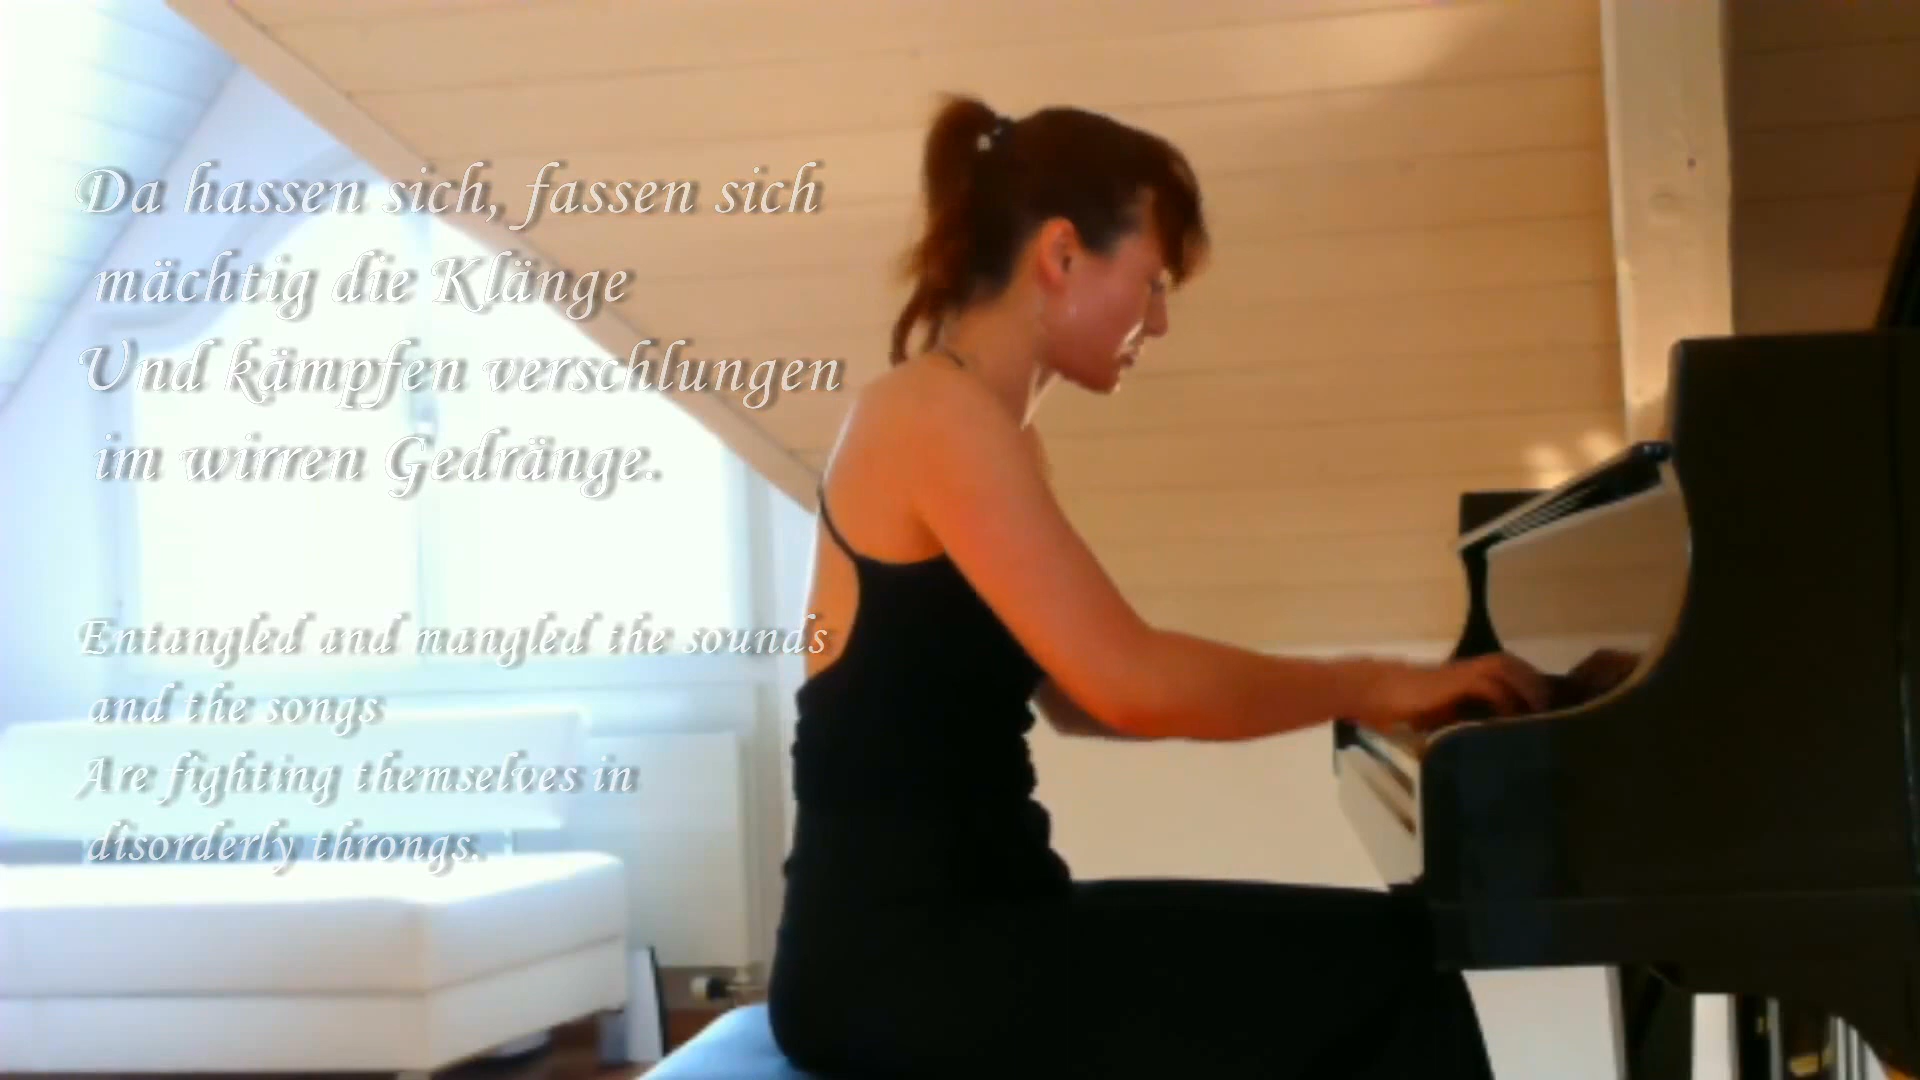 Da hassen sich, fassen sich
mächtig die Klänge
Und kämpfen verschlungen
im wirren Gedränge.
Entangled and mangled the sounds
and the songs
Are fighting themselves in
disorderly throngs.